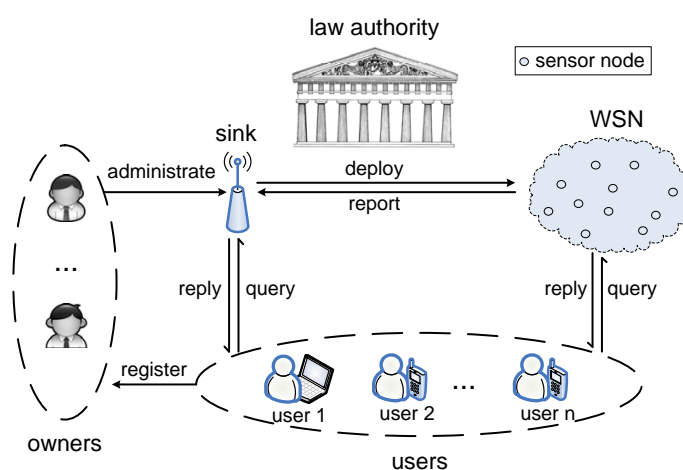 law authority
sensor node
WSN
sink
administrate
deploy
report
...
reply
query
reply
query
register
...
user 1
user 2
user n
owners
users